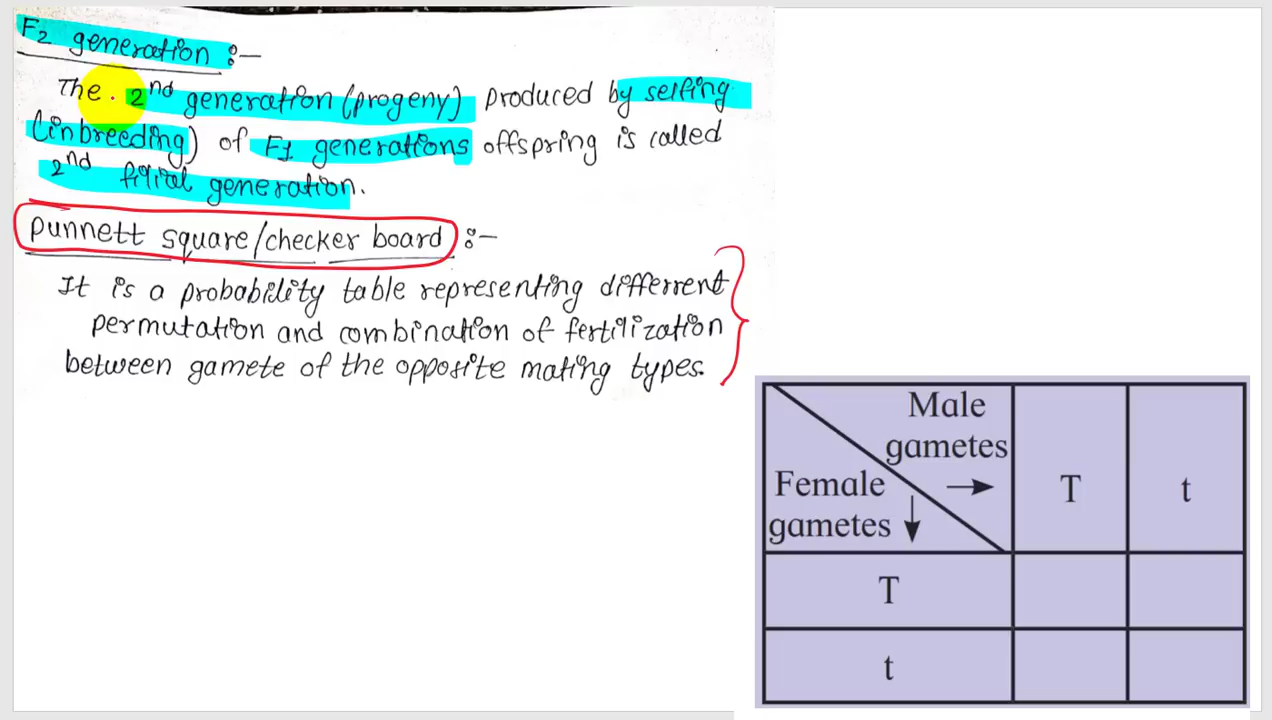 F2 generation :-
The. 2nd generation (progeny) produced by selfing
(inbreeding) of F1 generations offspring is called
2nd filial generation.
Punnett square/checker board :-
It is a probability table representing different
permutation and combination of fertilization
between gamete of the opposite mating types.
Male
gametes
Female
gametes
T
t
T
t